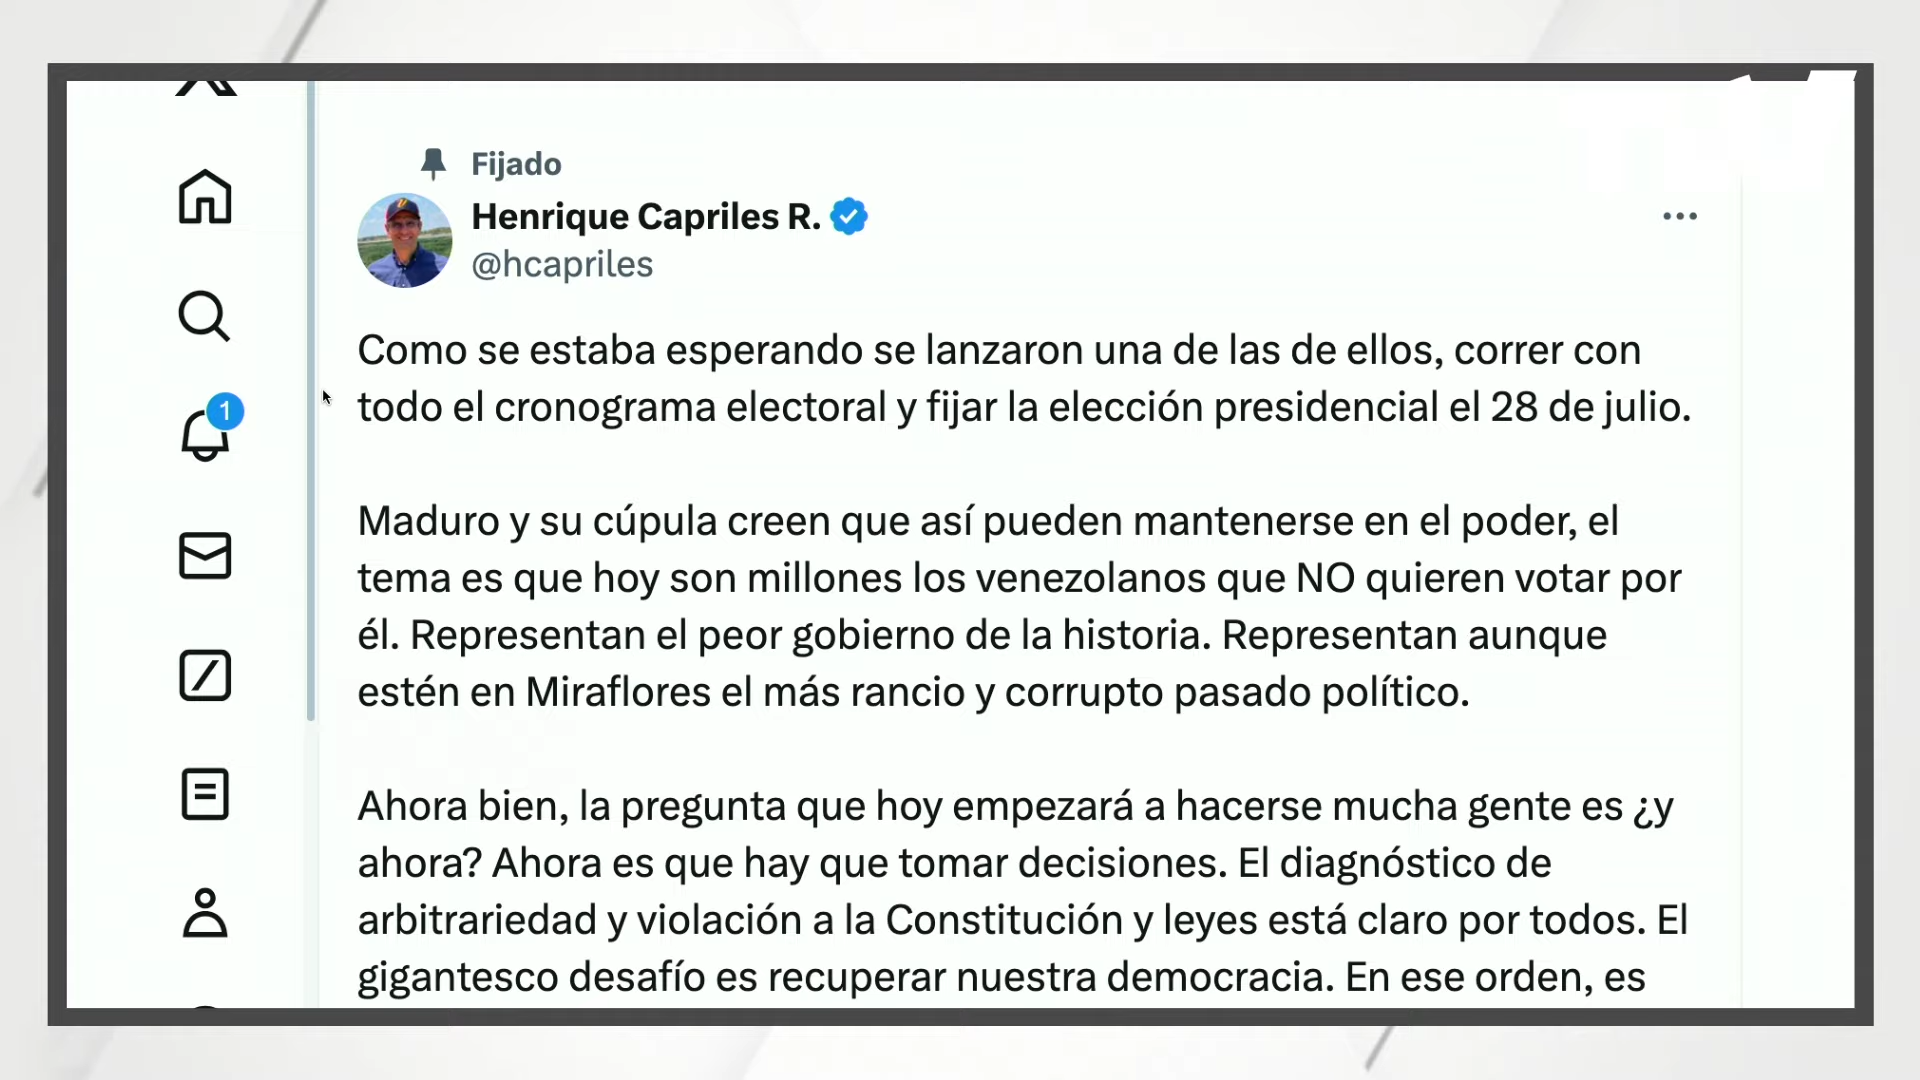 Fijado
Henrique Capriles R.
@hcapriles
1
Como se estaba esperando se lanzaron una de las de ellos, correr con
todo el cronograma electoral y fijar la elección presidencial el 28 de julio.
Maduro y su cúpula creen que así pueden mantenerse en el poder, el
tema es que hoy son millones los venezolanos que NO quieren votar por
él. Representan el peor gobierno de la historia. Representan aunque
estén en Miraflores el más rancio y corrupto pasado político.
Ahora bien, la pregunta que hoy empezará a hacerse mucha gente es ¿y
ahora? Ahora es que hay que tomar decisiones. El diagnóstico de
arbitrariedad y violación a la Constitución y leyes está claro por todos. El
gigantesco desafío es recuperar nuestra democracia. En ese orden, es